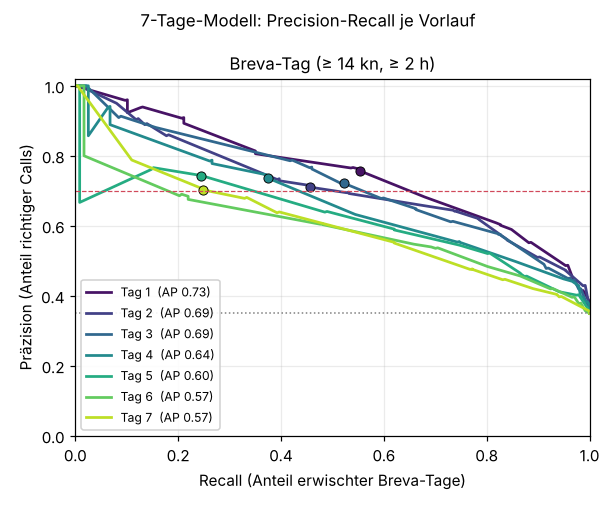 7-Tage-Modell: Precision-Recall je Vorlauf
Breva-Tag (≥ 14 kn, ≥ 2 h)
Präzision (Anteil richtiger Calls)
1.0
0.8
0.6
0.4
0.2
0.0
Tag 1 (AP 0.73)
Tag 2 (AP 0.69)
Tag 3 (AP 0.69)
Tag 4 (AP 0.64)
Tag 5 (AP 0.60)
Tag 6 (AP 0.57)
Tag 7 (AP 0.57)
0.0 0.2 0.4 0.6 0.8 1.0
Recall (Anteil erwischter Breva-Tage)